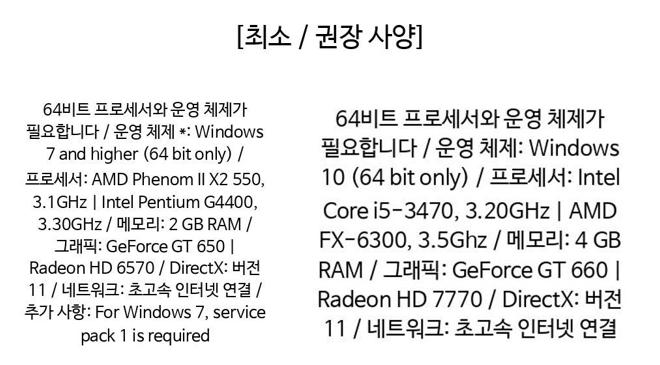 [최소 / 권장 사양]
64비트 프로세서와 운영 체제가
필요합니다 / 운영 체제 *: Windows
7 and higher (64 bit only) /
프로세서: AMD Phenom II X2 550,
3.1GHz | Intel Pentium G4400,
3.30GHz / 메모리: 2 GB RAM /
그래픽: GeForce GT 650 |
Radeon HD 6570 / DirectX: 버전
11 / 네트워크: 초고속 인터넷 연결 /
추가 사항: For Windows 7, service
pack 1 is required
64비트 프로세서와 운영 체제가
필요합니다 / 운영 체제: Windows
10 (64 bit only) / 프로세서: Intel
Core i5-3470, 3.20GHz | AMD
FX-6300, 3.5Ghz / 메모리: 4 GB
RAM / 그래픽: GeForce GT 660 |
Radeon HD 7770 / DirectX: 버전
11 / 네트워크: 초고속 인터넷 연결